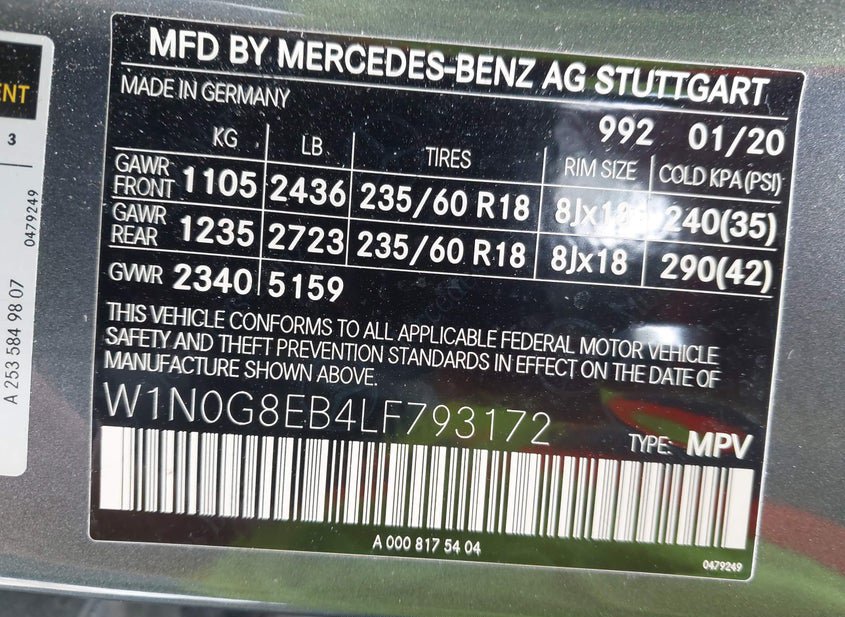 MFD BY MERCEDES-BENZ AG STUTTGART
MADE IN GERMANY
992 01/20
KG LB TIRES RIM SIZE COLD KPA (PSI)
GAWR FRONT 1105 2436 235/60 R18 8Jx18 240(35)
GAWR REAR 1235 2723 235/60 R18 8Jx18 290(42)
GVWR 2340 5159
THIS VEHICLE CONFORMS TO ALL APPLICABLE FEDERAL MOTOR VEHICLE
SAFETY AND THEFT PREVENTION STANDARDS IN EFFECT ON THE DATE OF
MANUFACTURE SHOWN ABOVE.
W1N0G8EB4LF793172
TYPE: MPV
A 000 817 54 04
0479249
ENT
3
0479249
A 253 584 98 07